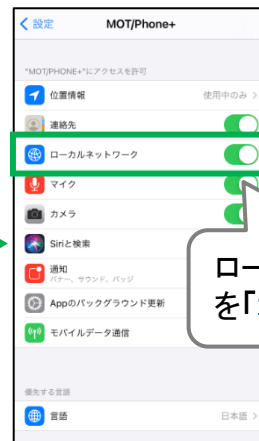 設定 MOT/Phone+
"MOT/PHONE+"にアクセスを許可
位置情報 使用中のみ
連絡先
ローカルネットワーク
マイク
カメラ
Siriと検索
通知
バナー、サウンド、バッジ
Appのバックグラウンド更新
モバイルデータ通信
ロー
を「
優先する言語
言語 日本語